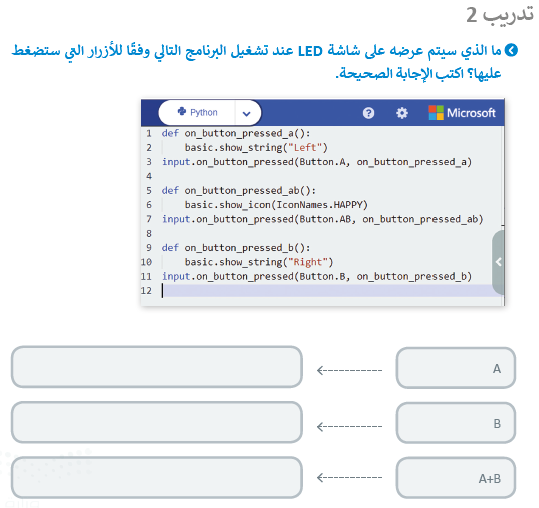 تدريب 2
ما الذي سيتم عرضه على شاشة LED عند تشغيل البرنامج التالي وفقًا للأزرار التي ستضغط
عليها؟ اكتب الإجابة الصحيحة.
Python ? Microsoft
1 def on_button_pressed_a():
2 basic.show_string("Left")
3 input.on_button_pressed(Button.A, on_button_pressed_a)
4
5 def on_button_pressed_ab():
6 basic.show_icon(IconNames.HAPPY)
7 input.on_button_pressed(Button.AB, on_button_pressed_ab)
8
9 def on_button_pressed_b():
10 basic.show_string("Right")
11 input.on_button_pressed(Button.B, on_button_pressed_b)
12
A
B
A+B